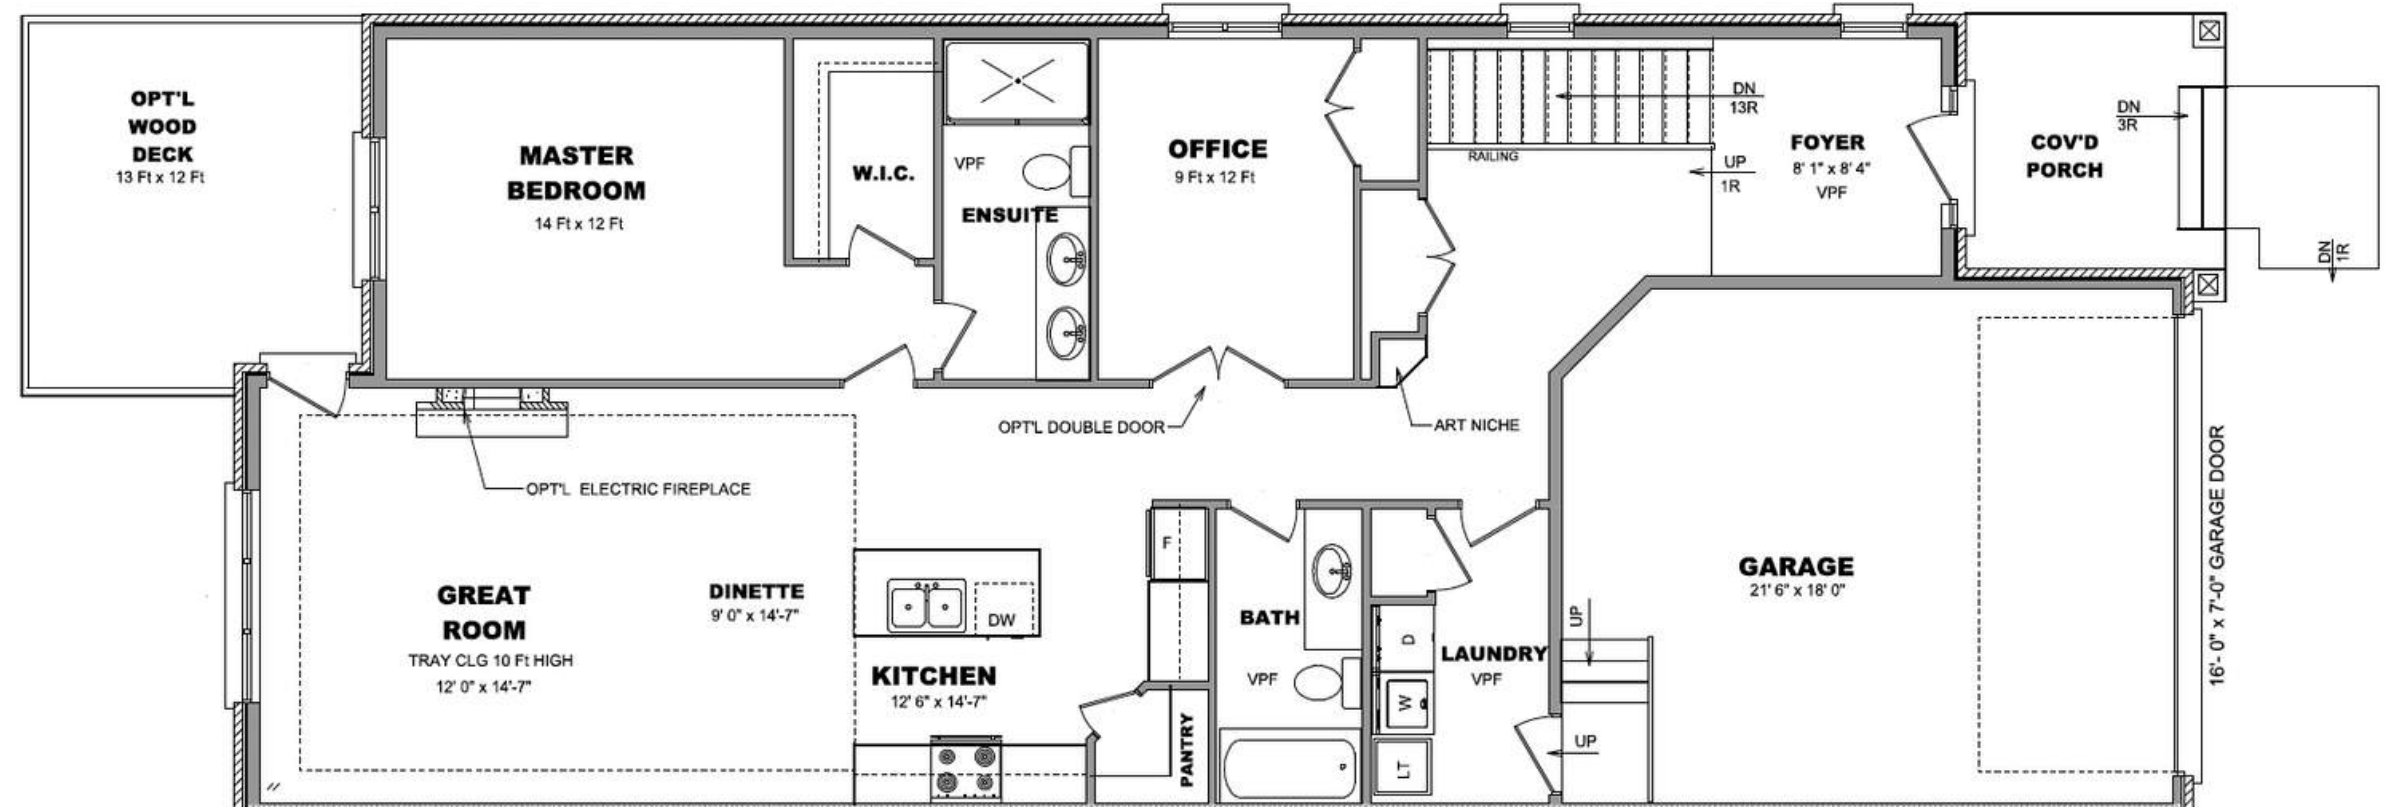 OPT'L
WOOD
DECK
13 Ft x 12 Ft
MASTER
BEDROOM
14 Ft x 12 Ft
W.I.C.
VPF
ENSUITE
OFFICE
9 Ft x 12 Ft
DN
13R
RAILING
UP
1R
FOYER
8' 1" x 8' 4"
VPF
COV'D
PORCH
DN
3R
DN
1R
OPT'L DOUBLE DOOR
ART NICHE
OPT'L ELECTRIC FIREPLACE
GREAT
ROOM
TRAY CLG 10 Ft HIGH
12' 0" x 14'-7"
DINETTE
9' 0" x 14'-7"
DW
KITCHEN
12' 6" x 14'-7"
F
PANTRY
BATH
VPF
D
W
LT
LAUNDRY
VPF
UP
UP
GARAGE
21' 6" x 18' 0"
16'- 0" x 7'-0" GARAGE DOOR